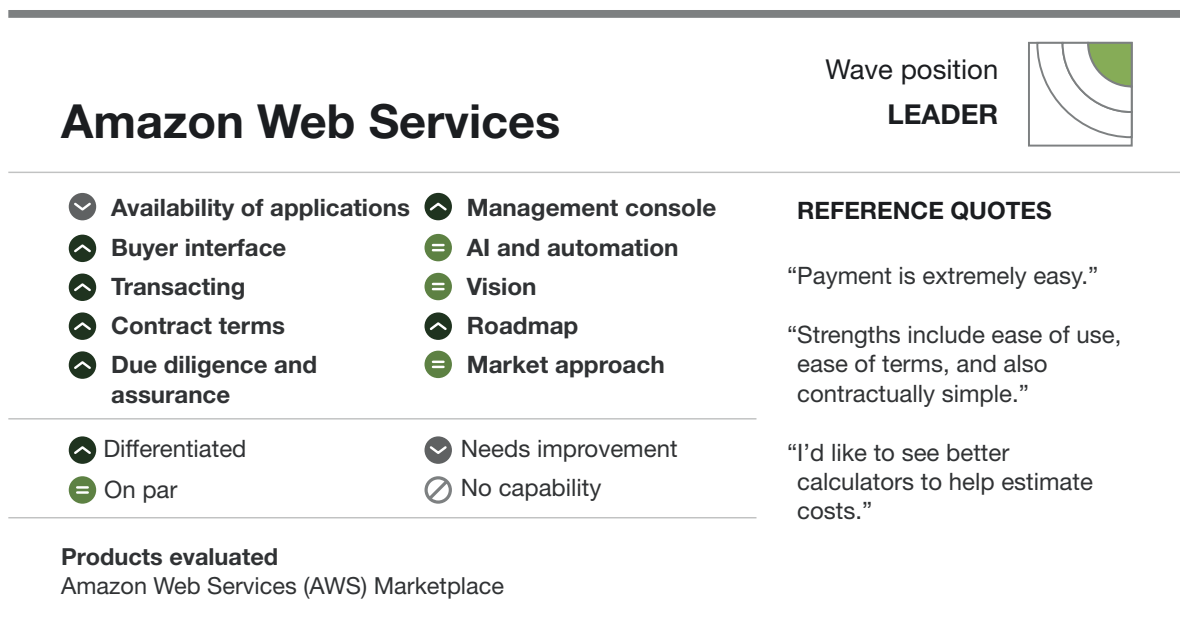 Wave position
LEADER
Amazon Web Services
Availability of applications
Buyer interface
Transacting
Contract terms
Due diligence and
assurance
Management console
AI and automation
Vision
Roadmap
Market approach
Differentiated
On par
Needs improvement
No capability
Products evaluated
Amazon Web Services (AWS) Marketplace
REFERENCE QUOTES
“Payment is extremely easy.”
“Strengths include ease of use,
ease of terms, and also
contractually simple.”
“I’d like to see better
calculators to help estimate
costs.”